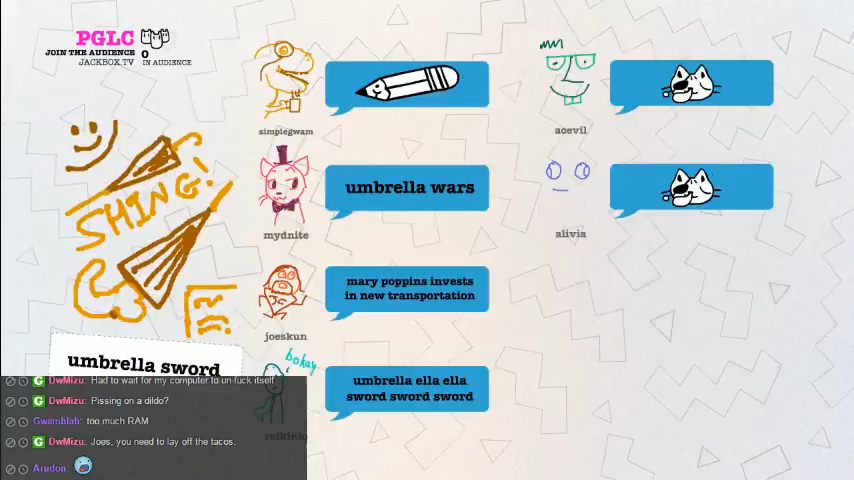 PGLC
JOIN THE AUDIENCE
JACKBOX.TV
0
IN AUDIENCE
SHING!
umbrella sword
simplegwam
umbrella wars
mydnite
mary poppins invests
in new transportation
joeskun
bokay
umbrella ella ella
sword sword sword
reikinio
acevil
alivis
DwMizu: Had to wait for my computer to un-fuck itself
DwMizu: Pissing on a dildo?
Gwamblah: too much RAM
DwMizu: Joes, you need to lay off the tacos.
Arudon: